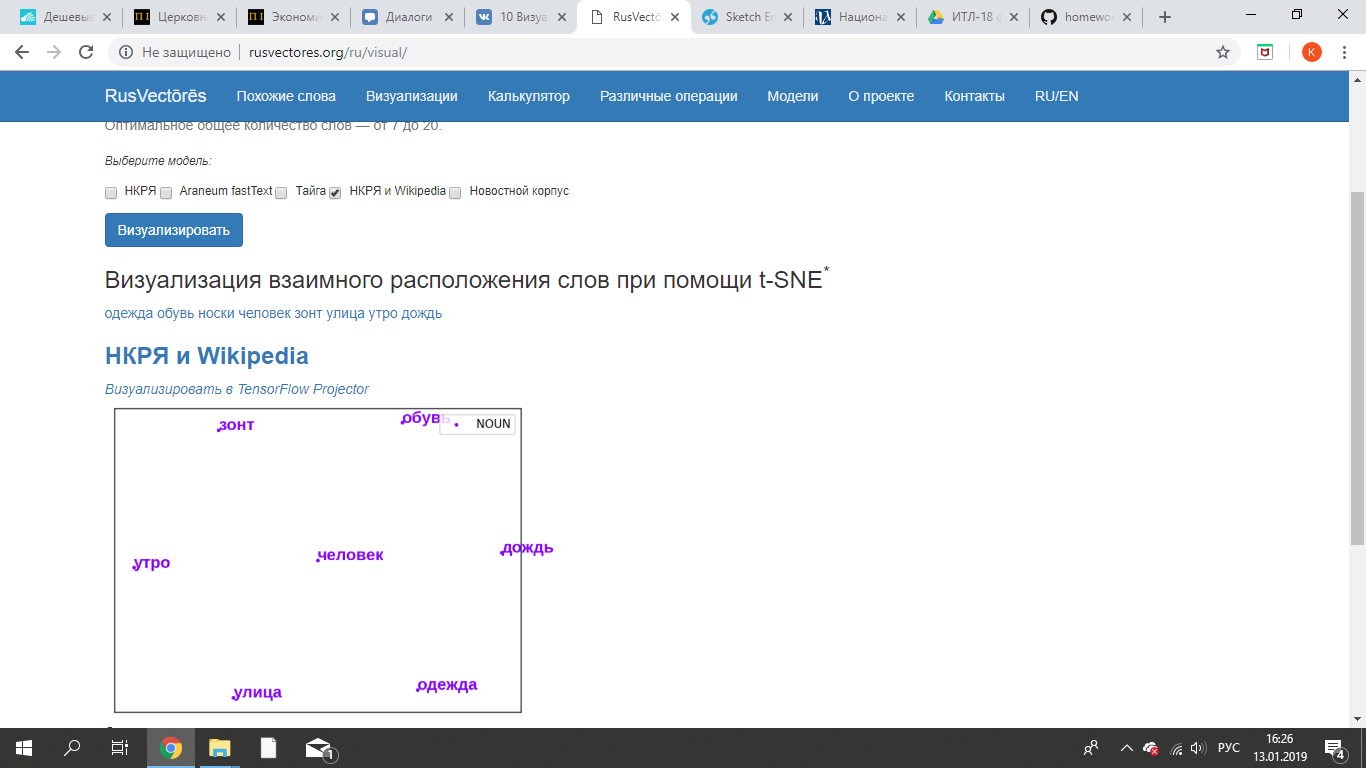 Дешевые
Церковн
Экономи
Диалоги
10 Визуа
RusVectō
Sketch En
Национа
ИТЛ-18 ф
homewor
Не защищено
rusvectores.org/ru/visual/
K
RusVectōrēs
Похожие слова
Визуализации
Калькулятор
Различные операции
Модели
О проекте
Контакты
RU/EN
Оптимальное общее количество слов — от 7 до 20.
Выберите модель:
НКРЯ Araneum fastText Тайга НКРЯ и Wikipedia Новостной корпус
Визуализировать
Визуализация взаимного расположения слов при помощи t-SNE*
одежда обувь носки человек зонт улица утро дождь
НКРЯ и Wikipedia
Визуализировать в TensorFlow Projector
зонт
обувь
NOUN
утро
человек
дождь
улица
одежда
1
РУС
16:26
13.01.2019
4